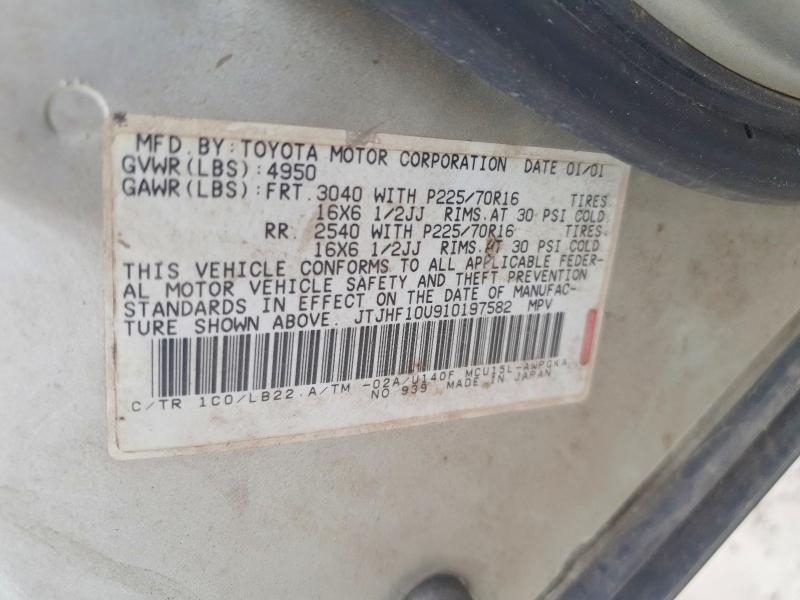 MFD. BY: TOYOTA MOTOR CORPORATION DATE 01/01
GVWR(LBS): 4950
GAWR(LBS): FRT. 3040 WITH P225/70R16 TIRES
16X6 1/2JJ RIMS. AT 30 PSI COLD.
RR. 2540 WITH P225/70R16 TIRES
16X6 1/2JJ RIMS. AT 30 PSI COLD
THIS VEHICLE CONFORMS TO ALL APPLICABLE FEDER-
AL MOTOR VEHICLE SAFETY AND THEFT PREVENTION
STANDARDS IN EFFECT ON THE DATE OF MANUFAC-
TURE SHOWN ABOVE. JTJHF10U910197582 MPV
C/TR 1C0/LB22 A/TM -02A/U140F MCU15L-AWPGKA
NO 939 MADE IN JAPAN